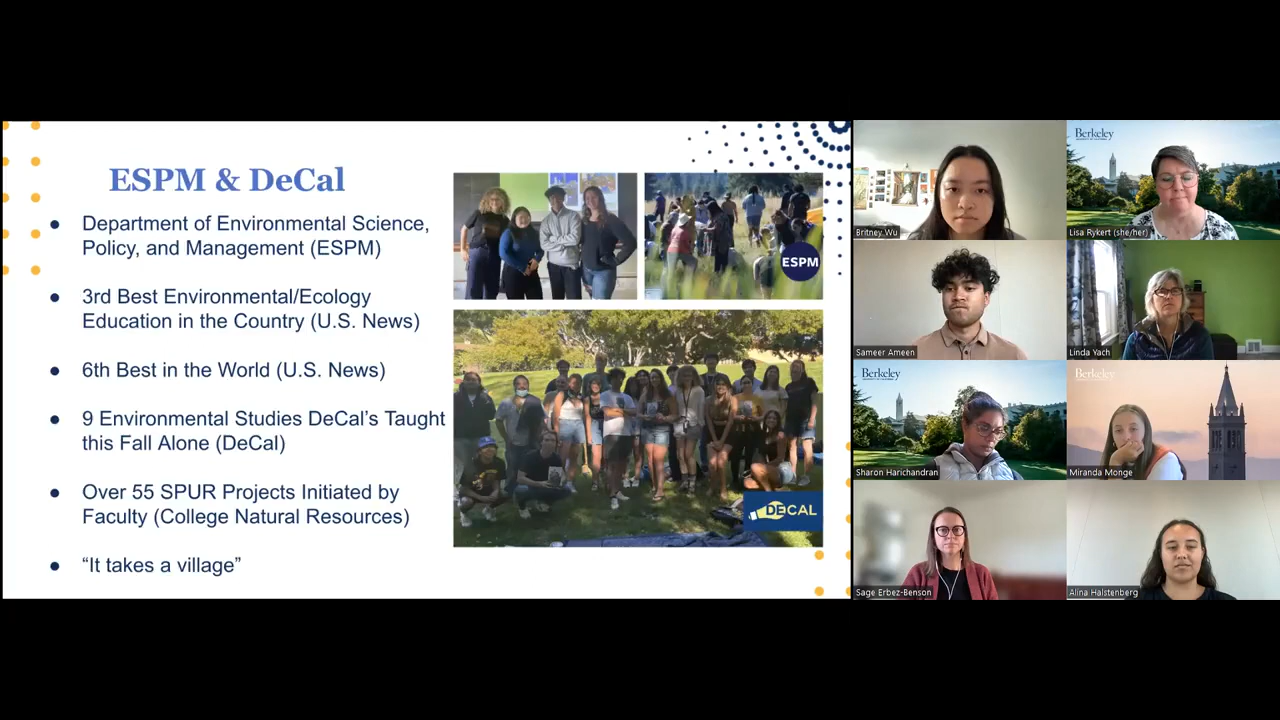 ESPM & DeCal
● Department of Environmental Science,
Policy, and Management (ESPM)
● 3rd Best Environmental/Ecology
Education in the Country (U.S. News)
● 6th Best in the World (U.S. News)
● 9 Environmental Studies DeCal’s Taught
this Fall Alone (DeCal)
● Over 55 SPUR Projects Initiated by
Faculty (College Natural Resources)
● “It takes a village”
ESPM
DECAL
Britney Wu
Berkeley
Lisa Rykert (she/her)
Sameer Ameen
Linda Yach
Berkeley
Sharon Harichandran
Berkeley
Miranda Monge
Sage Erbez-Benson
Alina Halstenberg